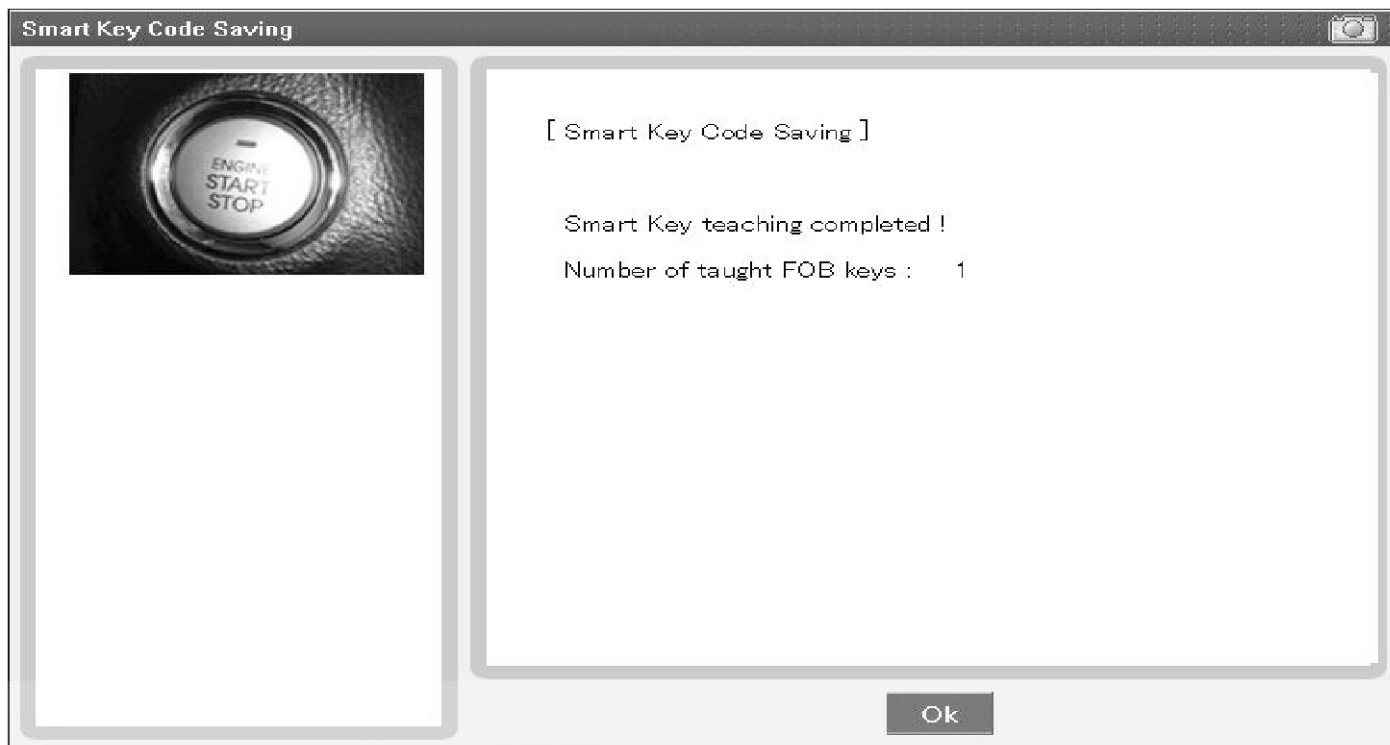 Smart Key Code Saving
ENGINE
START
STOP
[ Smart Key Code Saving ]
Smart Key teaching completed !
Number of taught FOB keys : 1
Ok